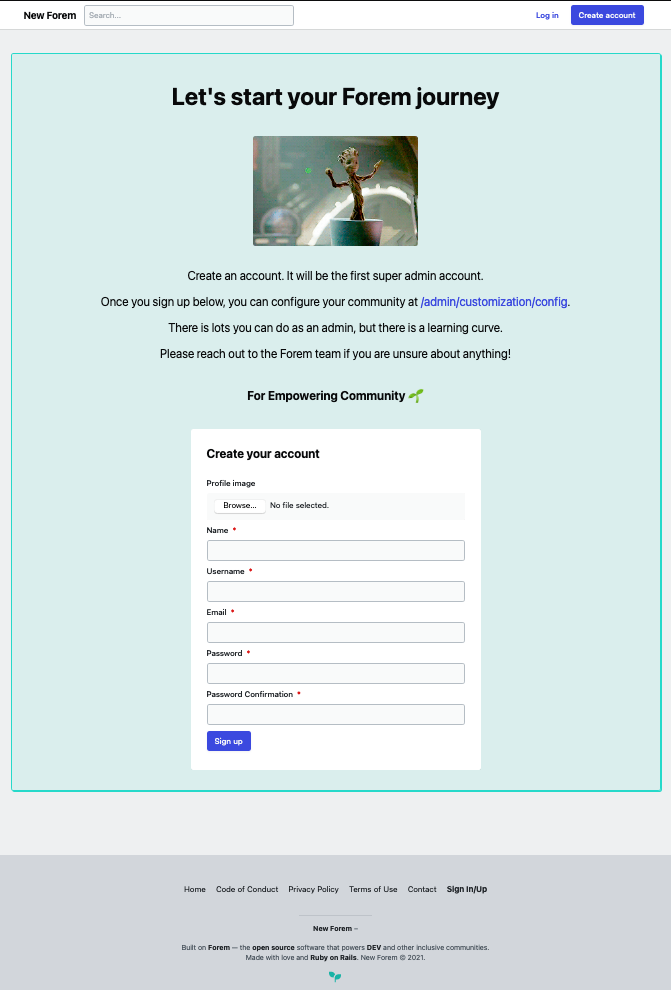 New Forem
Search...
Log in
Create account
Let's start your Forem journey
Create an account. It will be the first super admin account.
Once you sign up below, you can configure your community at /admin/customization/config.
There is lots you can do as an admin, but there is a learning curve.
Please reach out to the Forem team if you are unsure about anything!
For Empowering Community 🌱
Create your account
Profile image
Browse... No file selected.
Name *
Username *
Email *
Password *
Password Confirmation *
Sign up
Home Code of Conduct Privacy Policy Terms of Use Contact Sign In/Up
New Forem –
Built on Forem — the open source software that powers DEV and other inclusive communities.
Made with love and Ruby on Rails. New Forem © 2021.